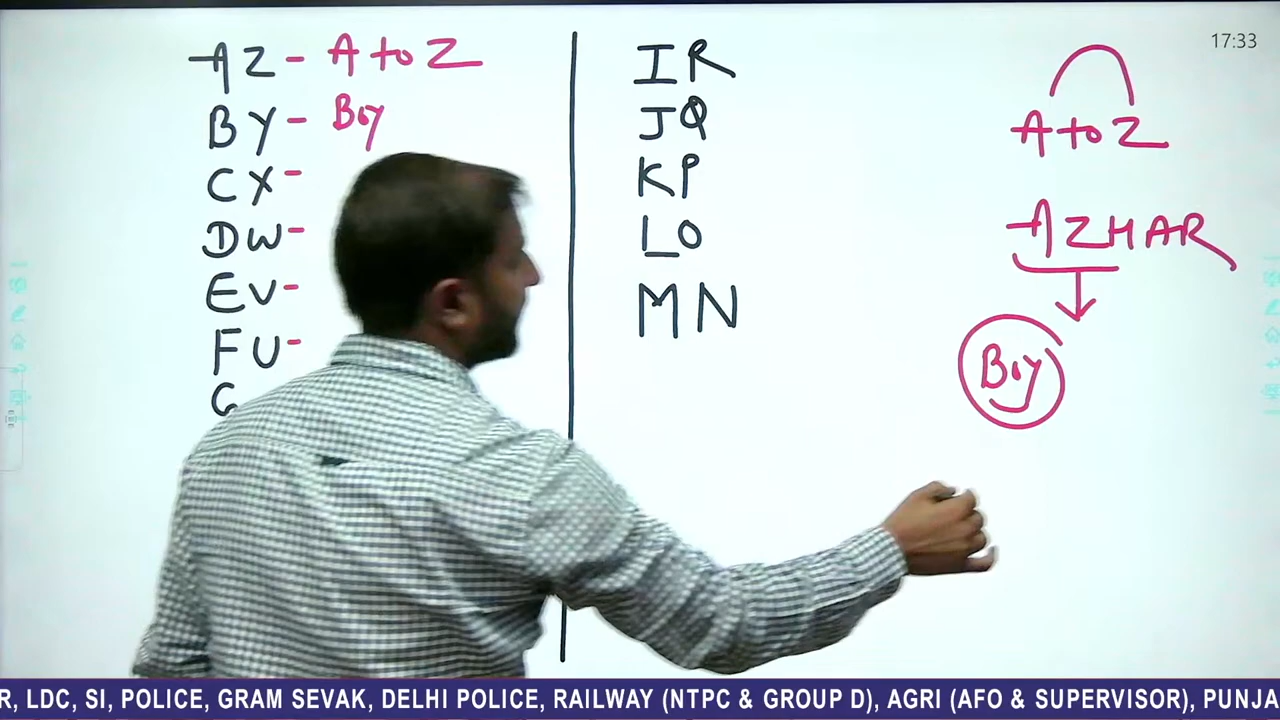 17:33
AZ - A to Z
BY - Boy
CX -
DW -
EV -
FU -
G
IR
JQ
KP
LO
MN
A to Z
AZHAR
Boy
R, LDC, SI, POLICE, GRAM SEVAK, DELHI POLICE, RAILWAY (NTPC & GROUP D), AGRI (AFO & SUPERVISOR), PUNJA